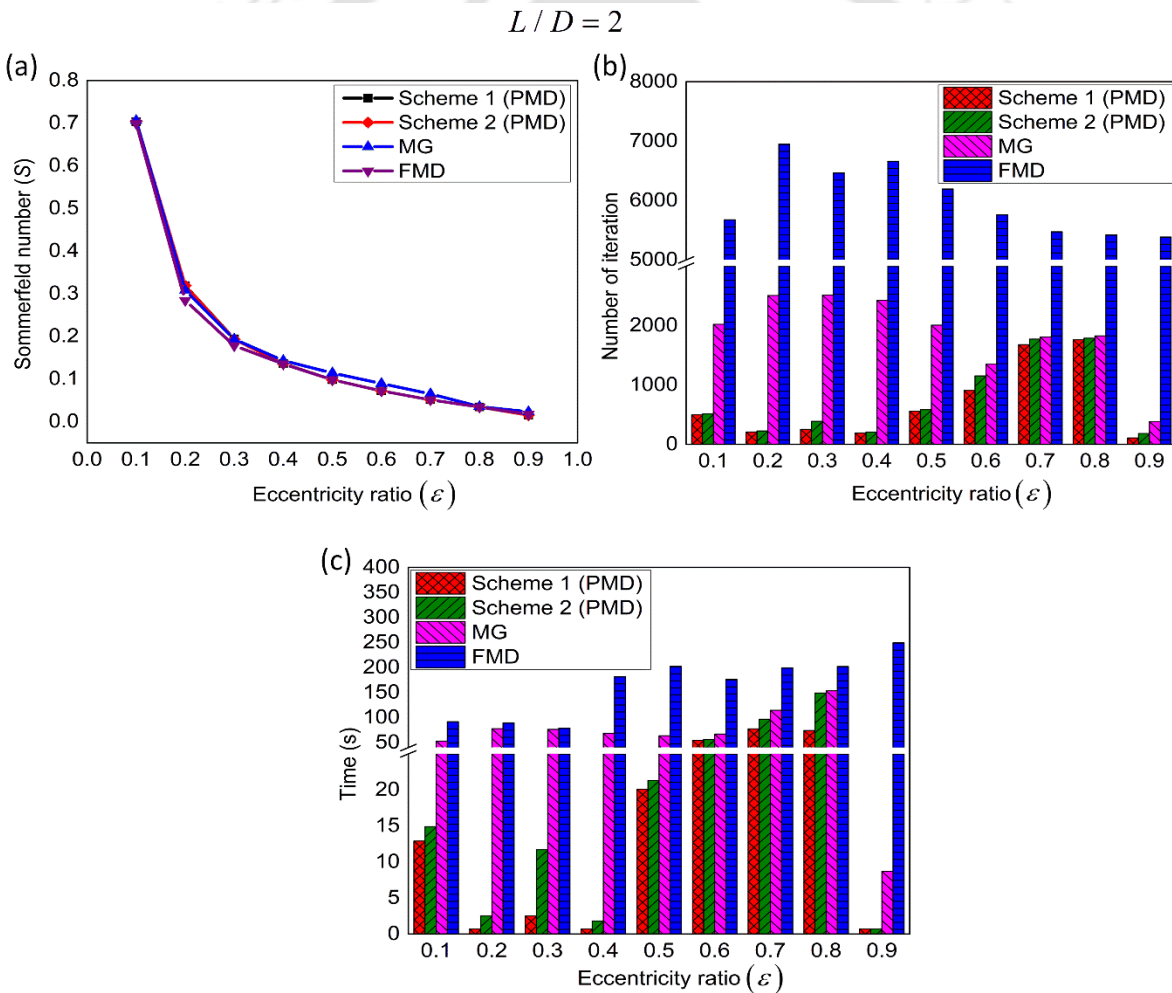 L / D = 2
(a)
0.8
0.7
0.6
0.5
0.4
0.3
0.2
0.1
0.0
Sommerfeld number (S)
Scheme 1 (PMD)
Scheme 2 (PMD)
MG
FMD
0.0 0.1 0.2 0.3 0.4 0.5 0.6 0.7 0.8 0.9 1.0
Eccentricity ratio (ε)
(b)
8000
7000
6000
5000
2000
1000
0
Number of iteration
Scheme 1 (PMD)
Scheme 2 (PMD)
MG
FMD
0.1 0.2 0.3 0.4 0.5 0.6 0.7 0.8 0.9
Eccentricity ratio (ε)
(c)
400
350
300
250
200
150
100
50
20
15
10
5
0
Time (s)
Scheme 1 (PMD)
Scheme 2 (PMD)
MG
FMD
0.1 0.2 0.3 0.4 0.5 0.6 0.7 0.8 0.9
Eccentricity ratio (ε)